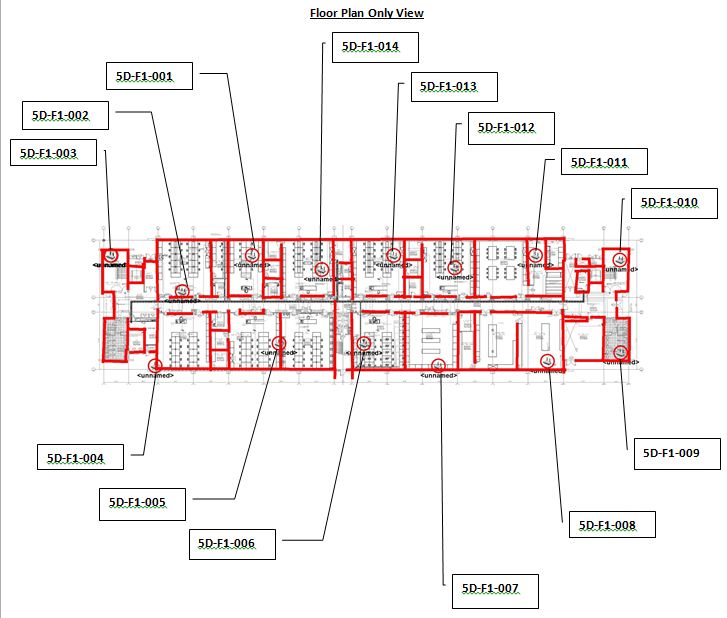 Floor Plan Only View
5D-F1-014
5D-F1-001
5D-F1-013
5D-F1-002
5D-F1-012
5D-F1-003
5D-F1-011
5D-F1-010
<unnamed>
<unnamed>
<unnamed>
<unnamed>
<unnamed>
<unnamed>
<unnamed>
<unnamed>
<unnamed>
<unnamed>
<unnamed>
<unnamed>
<unnamed>
<unnamed>
5D-F1-004
5D-F1-009
5D-F1-005
5D-F1-008
5D-F1-006
5D-F1-007